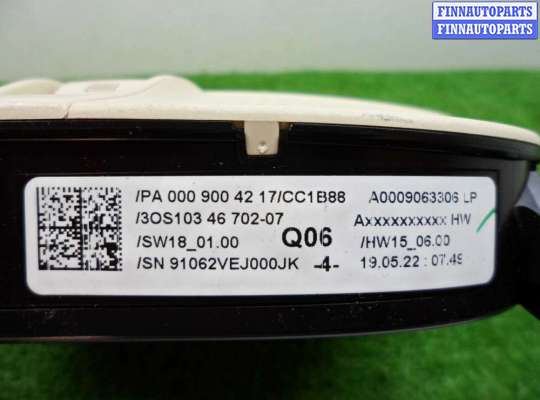 FINNAUTOPARTS
FINNAUTOPARTS
/PA 000 900 42 17/CC1B88 A0009063306 LP
/3OS103 46 702-07 Axxxxxxxxxx HW
/SW18_01.00 Q06 /HW15_06.00
/SN 91062VEJ000JK -4- 19.05.22 : 07.49